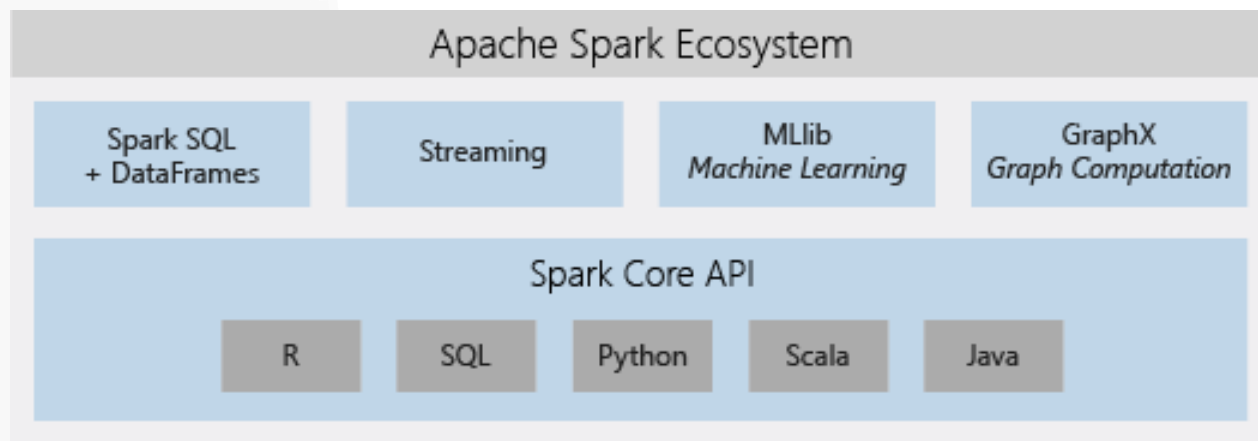 Apache Spark Ecosystem
Spark SQL
+ DataFrames
Streaming
MLlib
Machine Learning
GraphX
Graph Computation
Spark Core API
R
SQL
Python
Scala
Java